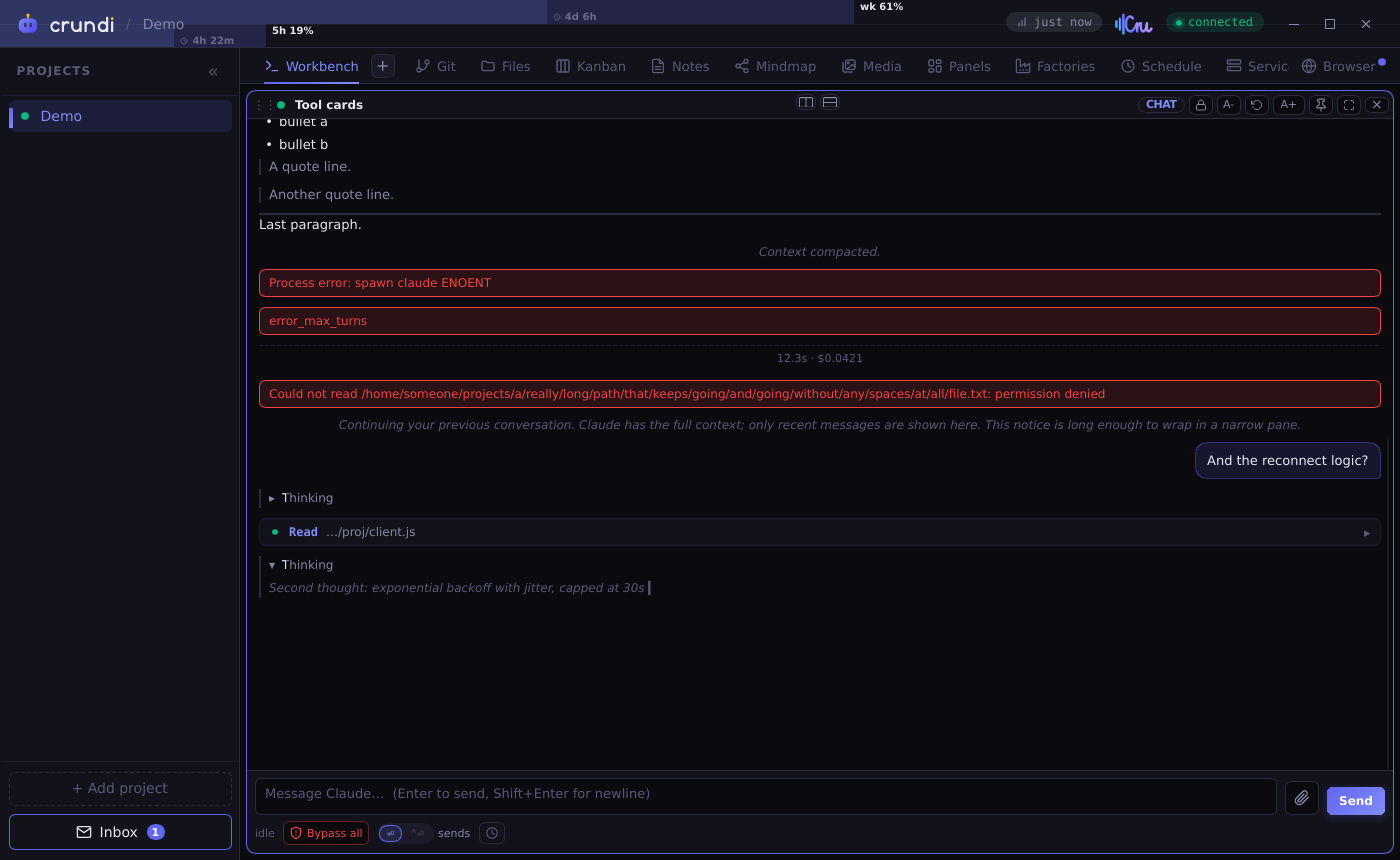 crundi / Demo
4h 22m
5h 19%
4d 6h
wk 61%
just now
Cru
connected
PROJECTS
«
Demo
+ Add project
Inbox 1
Workbench
+
Git
Files
Kanban
Notes
Mindmap
Media
Panels
Factories
Schedule
Servic
Browser
Tool cards
CHAT
A-
A+
• bullet a
• bullet b
A quote line.
Another quote line.
Last paragraph.
Context compacted.
Process error: spawn claude ENOENT
error_max_turns
12.3s · $0.0421
Could not read /home/someone/projects/a/really/long/path/that/keeps/going/and/going/without/any/spaces/at/all/file.txt: permission denied
Continuing your previous conversation. Claude has the full context; only recent messages are shown here. This notice is long enough to wrap in a narrow pane.
And the reconnect logic?
▸ Thinking
Read …/proj/client.js
▾ Thinking
Second thought: exponential backoff with jitter, capped at 30s
Message Claude… (Enter to send, Shift+Enter for newline)
Send
idle
Bypass all
⏎ ^⏎ sends